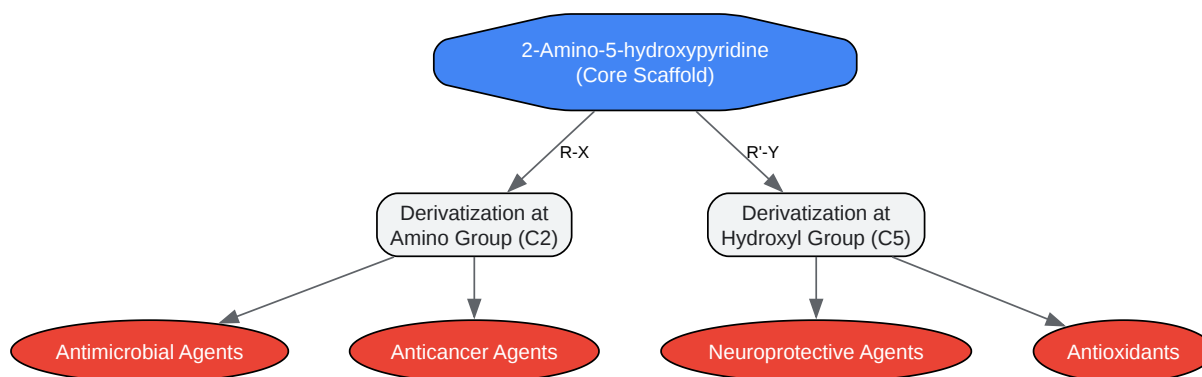 2-Amino-5-hydroxypyridine
(Core Scaffold)
R-X
R'-Y
Derivatization at
Amino Group (C2)
Derivatization at
Hydroxyl Group (C5)
Antimicrobial Agents
Anticancer Agents
Neuroprotective Agents
Antioxidants